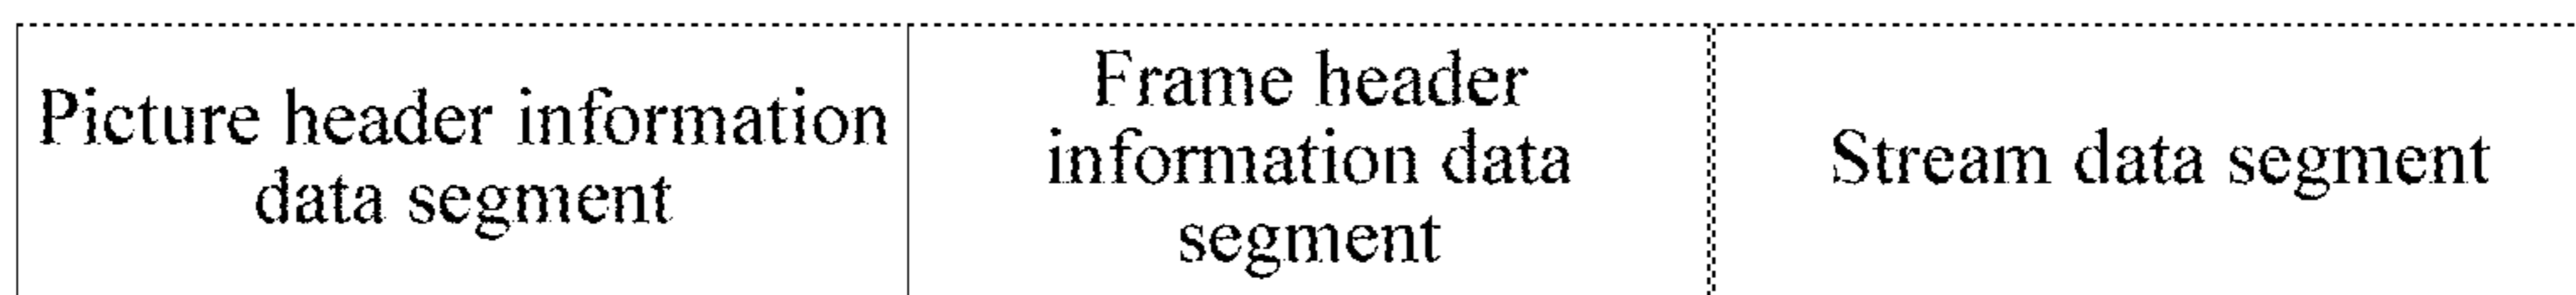 Picture header information
data segment
Frame header
information data
segment
Stream data segment